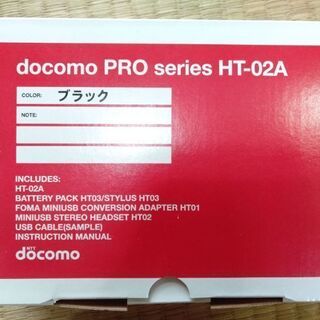 docomo PRO series HT-02A
COLOR: ブラック
NOTE:
INCLUDES:
HT-02A
BATTERY PACK HT03/STYLUS HT03
FOMA MINIUSB CONVERSION ADAPTER HT01
MINIUSB STEREO HEADSET HT02
USB CABLE(SAMPLE)
INSTRUCTION MANUAL
NTT
docomo